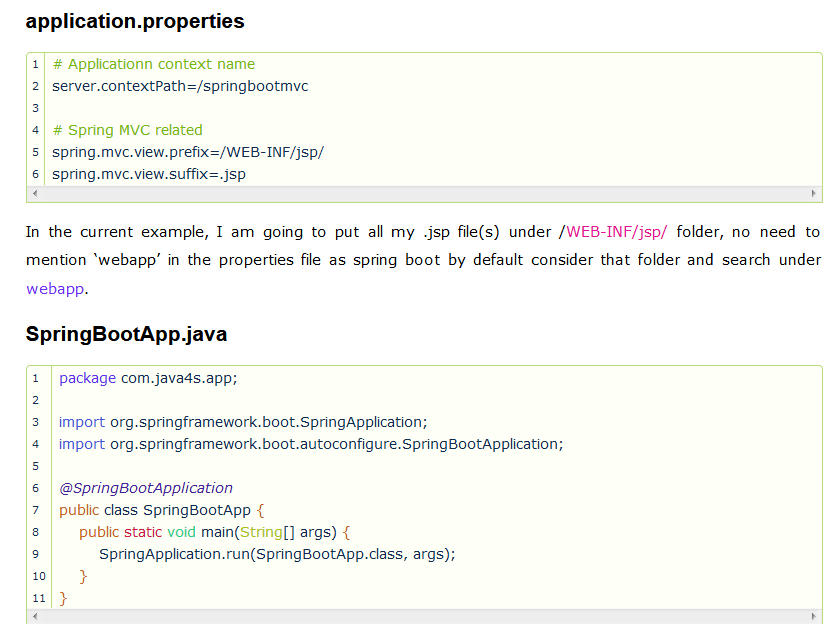 application.properties
1 # Applicationn context name
2 server.contextPath=/springbootmvc
3
4 # Spring MVC related
5 spring.mvc.view.prefix=/WEB-INF/jsp/
6 spring.mvc.view.suffix=.jsp
In the current example, I am going to put all my .jsp file(s) under /WEB-INF/jsp/ folder, no need to
mention ‘webapp’ in the properties file as spring boot by default consider that folder and search under
webapp.
SpringBootApp.java
1 package com.java4s.app;
2
3 import org.springframework.boot.SpringApplication;
4 import org.springframework.boot.autoconfigure.SpringBootApplication;
5
6 @SpringBootApplication
7 public class SpringBootApp {
8 public static void main(String[] args) {
9 SpringApplication.run(SpringBootApp.class, args);
10 }
11 }